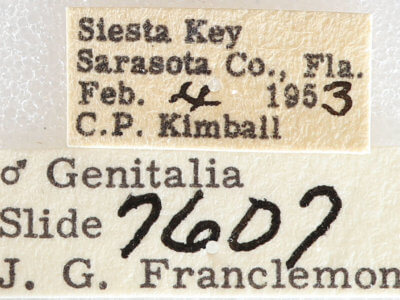 Siesta Key
Sarasota Co., Fla.
Feb. 4 1953
C.P. Kimball
♂ Genitalia
Slide 7607
J. G. Franclemon